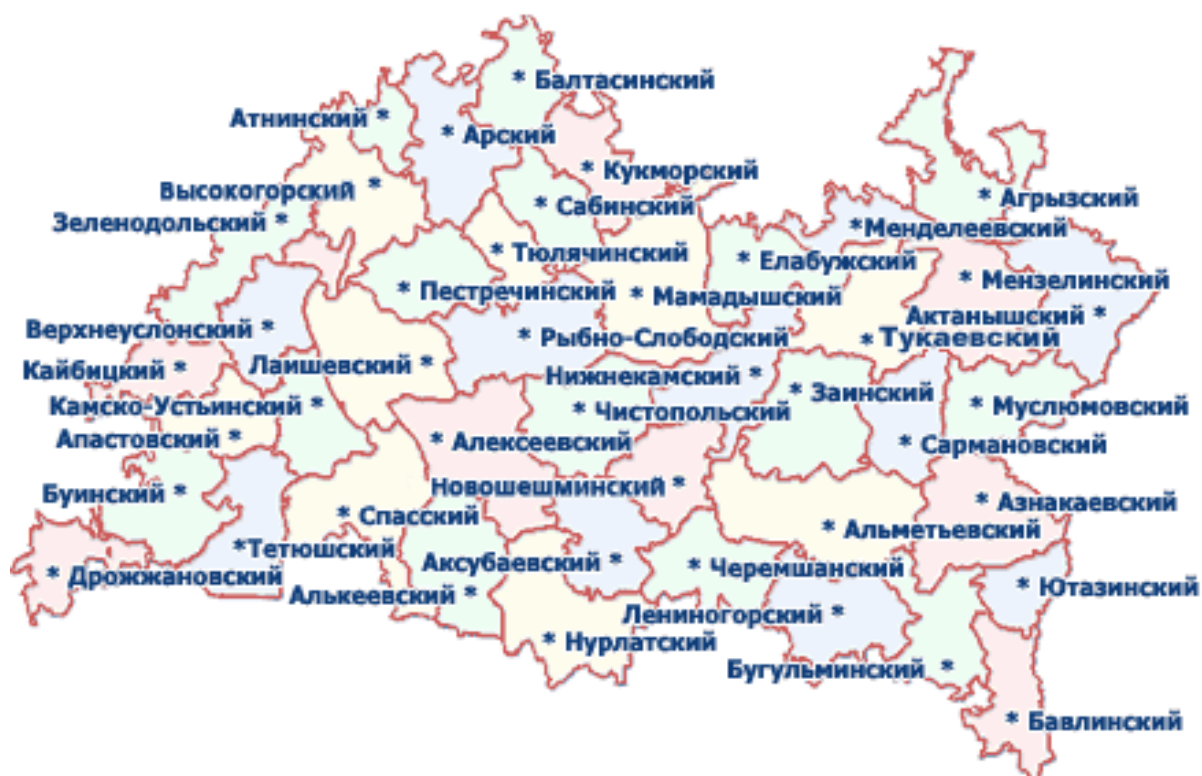 * Балтасинский
Атнинский *
* Арский
* Кукморский
Высокогорский *
* Агрызский
* Сабинский
Зеленодольский *
* Менделеевский
* Тюлячинский
* Елабужский
* Мензелинский
* Пестречинский
* Мамадышский
Актанышский *
Верхнеуслонский *
* Рыбно-Слободский
* Тукаевский
Кайбицкий *
Лаишевский *
Нижнекамский *
* Заинский
Камско-Устьинский *
* Чистопольский
* Муслюмовский
Апастовский *
* Алексеевский
* Сармановский
Буинский *
Новошешминский *
* Азнакаевский
* Спасский
* Альметьевский
* Тетюшский
Аксубаевский *
* Черемшанский
* Дрожжановский
* Ютазинский
Алькеевский *
Лениногорский *
* Нурлатский
Бугульминский *
* Бавлинский